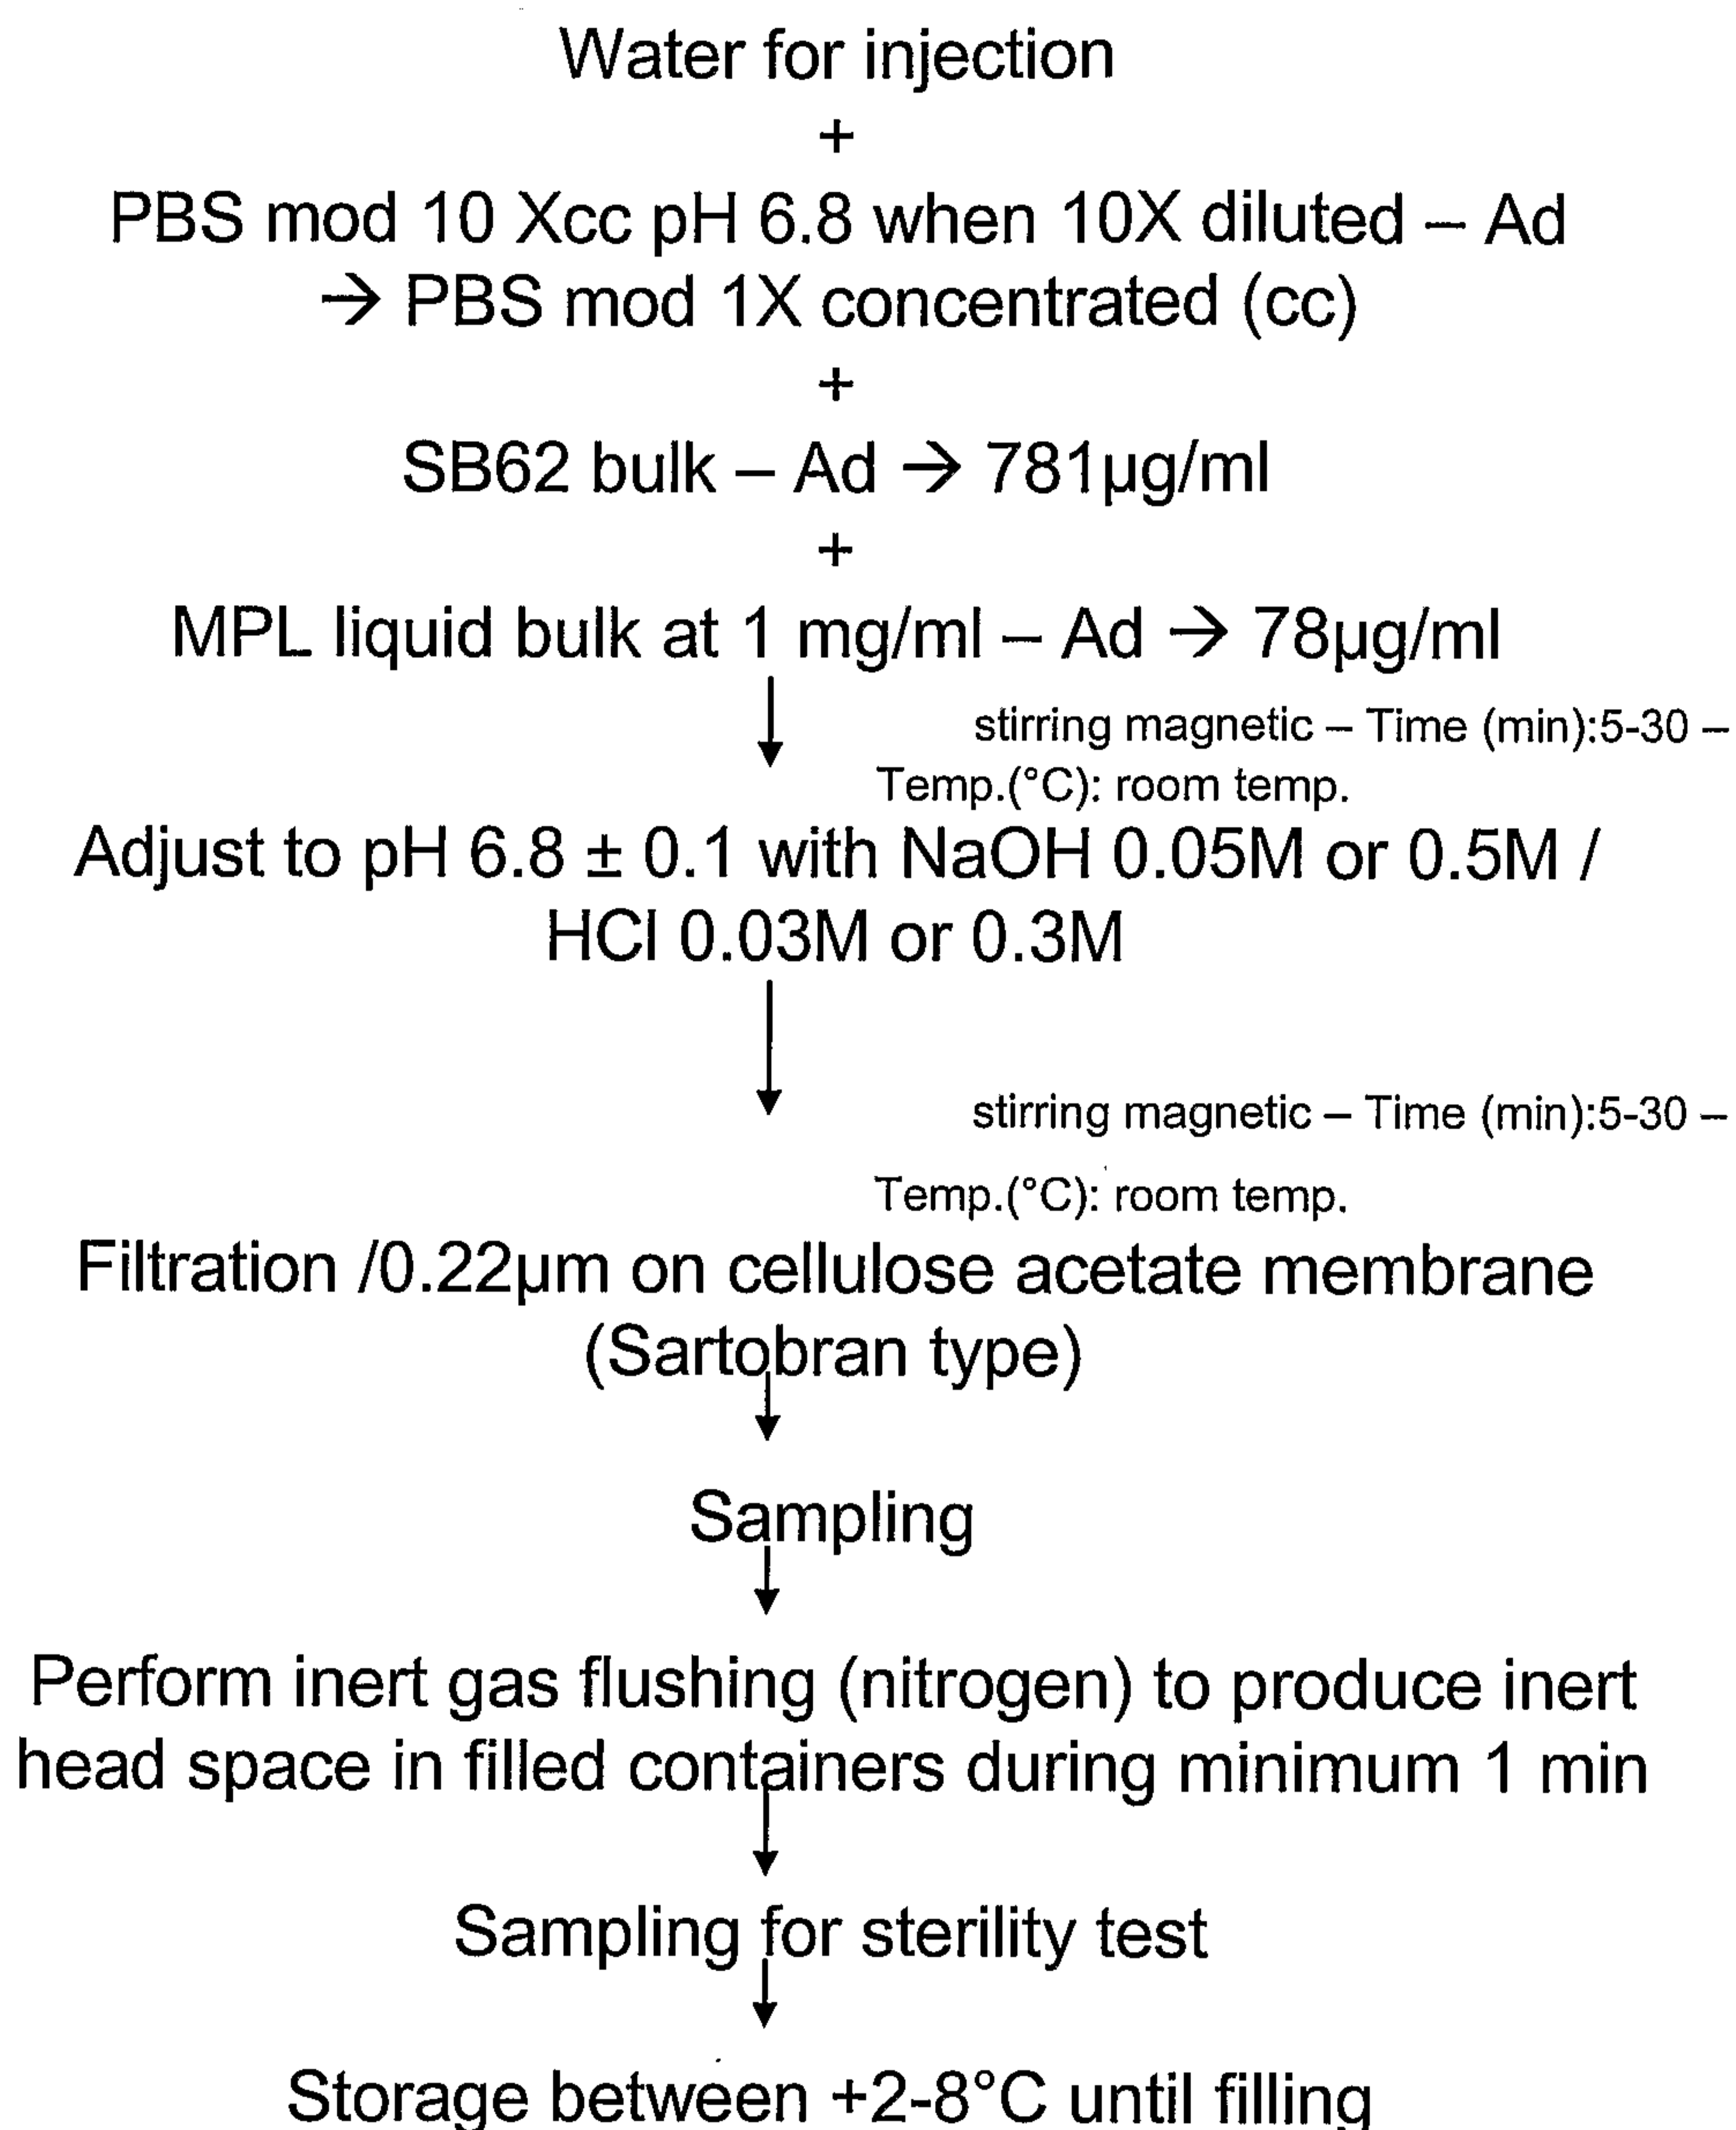 Water for injection
+
PBS mod 10 Xcc pH 6.8 when 10X diluted – Ad
→ PBS mod 1X concentrated (cc)
+
SB62 bulk – Ad → 781µg/ml
+
MPL liquid bulk at 1 mg/ml – Ad → 78µg/ml
stirring magnetic – Time (min):5-30 –
Temp.(°C): room temp.
Adjust to pH 6.8 ± 0.1 with NaOH 0.05M or 0.5M /
HCl 0.03M or 0.3M
stirring magnetic – Time (min):5-30 –
Temp.(°C): room temp.
Filtration /0.22µm on cellulose acetate membrane
(Sartobran type)
Sampling
Perform inert gas flushing (nitrogen) to produce inert
head space in filled containers during minimum 1 min
Sampling for sterility test
Storage between +2-8°C until filling